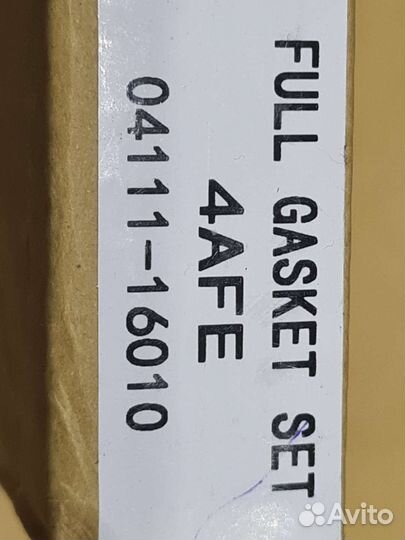 FULL GASKET SET
4AFE
04111-16010
Avito